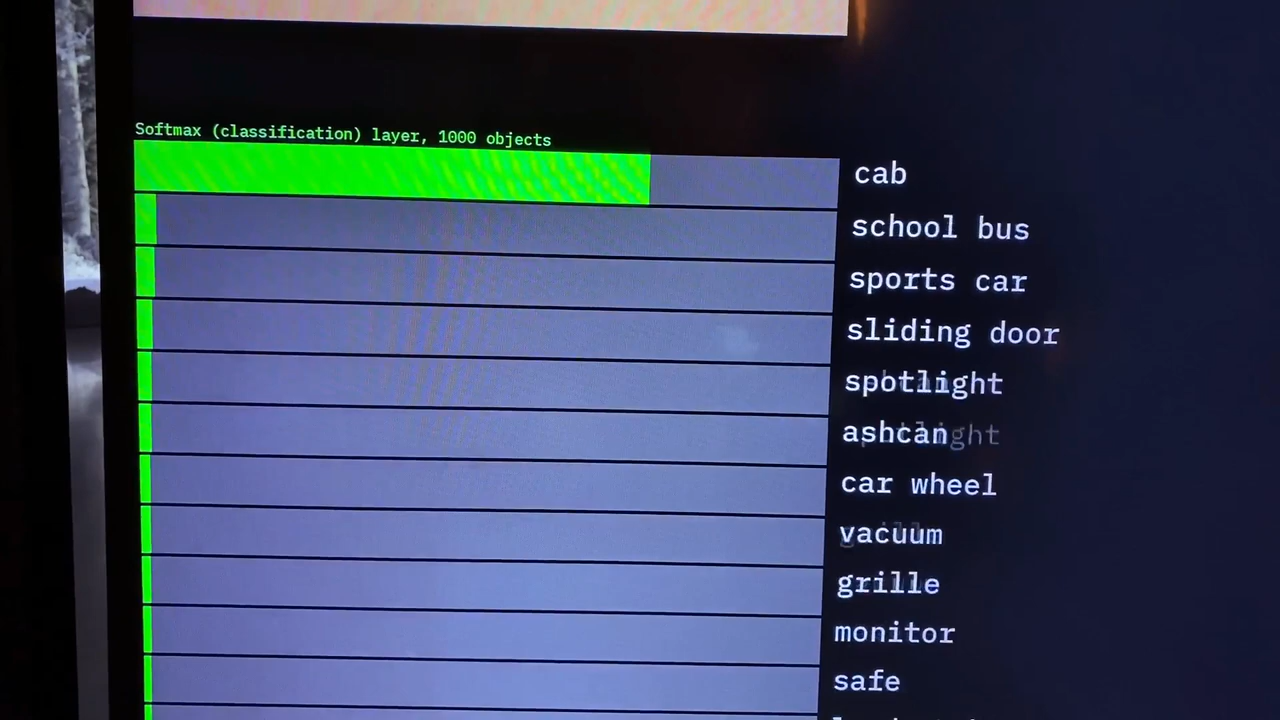 Softmax (classification) layer, 1000 objects
cab
school bus
sports car
sliding door
spotlight
ashcan
car wheel
vacuum
grille
monitor
safe